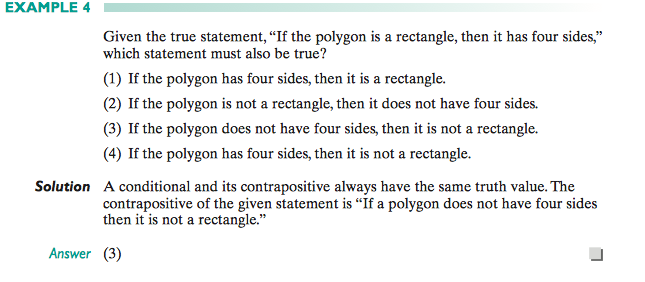 EXAMPLE 4
Given the true statement, “If the polygon is a rectangle, then it has four sides,”
which statement must also be true?
(1) If the polygon has four sides, then it is a rectangle.
(2) If the polygon is not a rectangle, then it does not have four sides.
(3) If the polygon does not have four sides, then it is not a rectangle.
(4) If the polygon has four sides, then it is not a rectangle.
Solution A conditional and its contrapositive always have the same truth value. The
contrapositive of the given statement is “If a polygon does not have four sides
then it is not a rectangle.”
Answer (3)